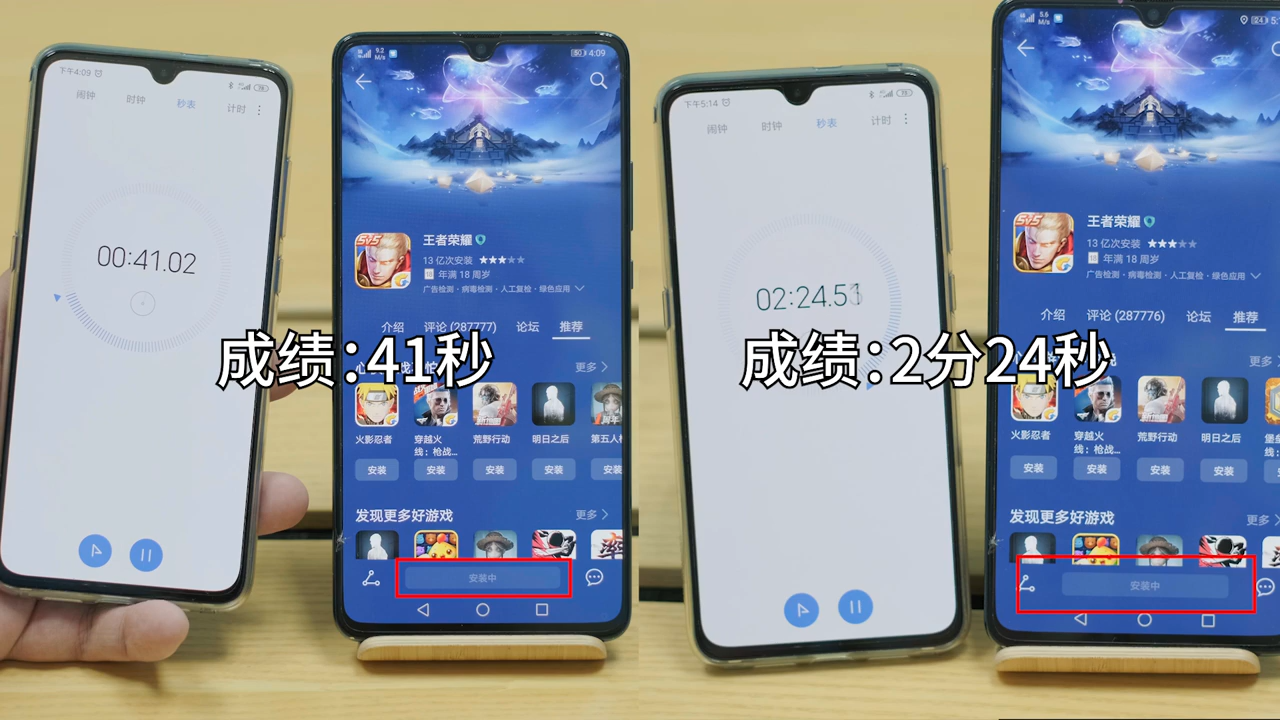 下午4:09
闹钟 时钟 秒表 计时
00:41.02
9.2 M/s
50 4:09
王者荣耀
13 亿次安装
18 年满 18 周岁
广告检测 · 病毒检测 · 人工复检 · 绿色应用
介绍 评论 (287777) 论坛 推荐
成绩:41秒
更多
火影忍者 穿越火线：枪战... 荒野行动 明日之后 第五人
安装 安装 安装 安装 安装
发现更多好游戏
更多
安装中
下午5:14
闹钟 时钟 秒表 计时
02:24.5
5.6 M/s
王者荣耀
13 亿次安装
18 年满 18 周岁
广告检测 · 病毒检测 · 人工复检 · 绿色应用
介绍 评论 (287776) 论坛 推荐
成绩:2分24秒
更多
火影忍者 穿越火线：枪战... 荒野行动 明日之后
安装 安装 安装 安装
发现更多好游戏
更多
安装中